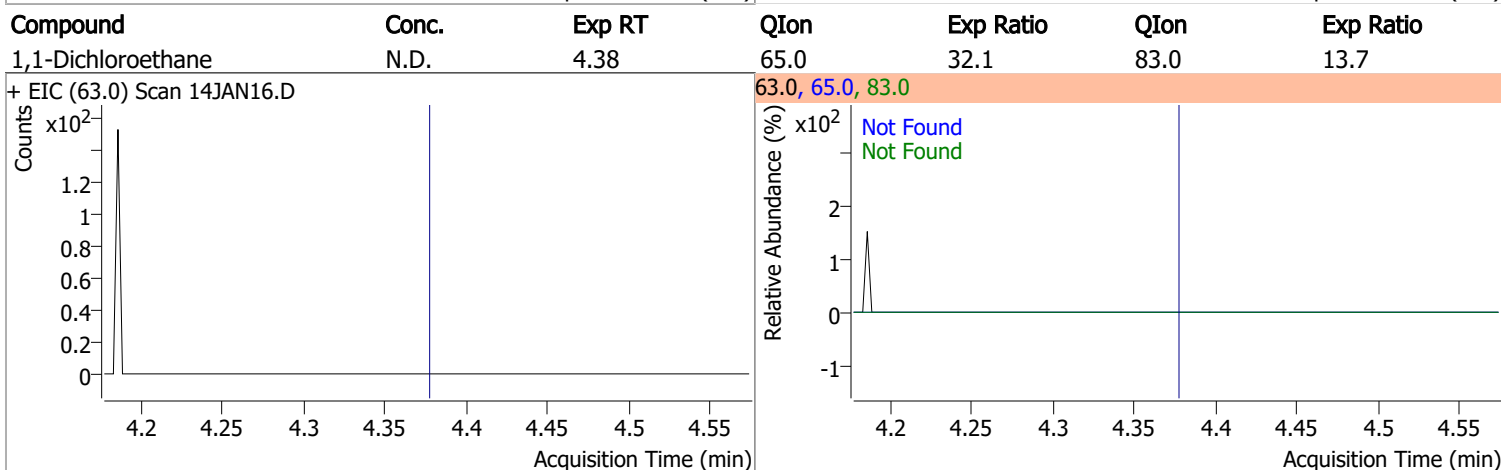 Compound Conc. Exp RT QIon Exp Ratio QIon Exp Ratio
1,1-Dichloroethane N.D. 4.38 65.0 32.1 83.0 13.7
+ EIC (63.0) Scan 14JAN16.D
Counts
x10²
1.2
1
0.8
0.6
0.4
0.2
0
4.2 4.25 4.3 4.35 4.4 4.45 4.5 4.55
Acquisition Time (min)
63.0, 65.0, 83.0
Relative Abundance (%)
x10²
Not Found
Not Found
2
1
0
-1
4.2 4.25 4.3 4.35 4.4 4.45 4.5 4.55
Acquisition Time (min)